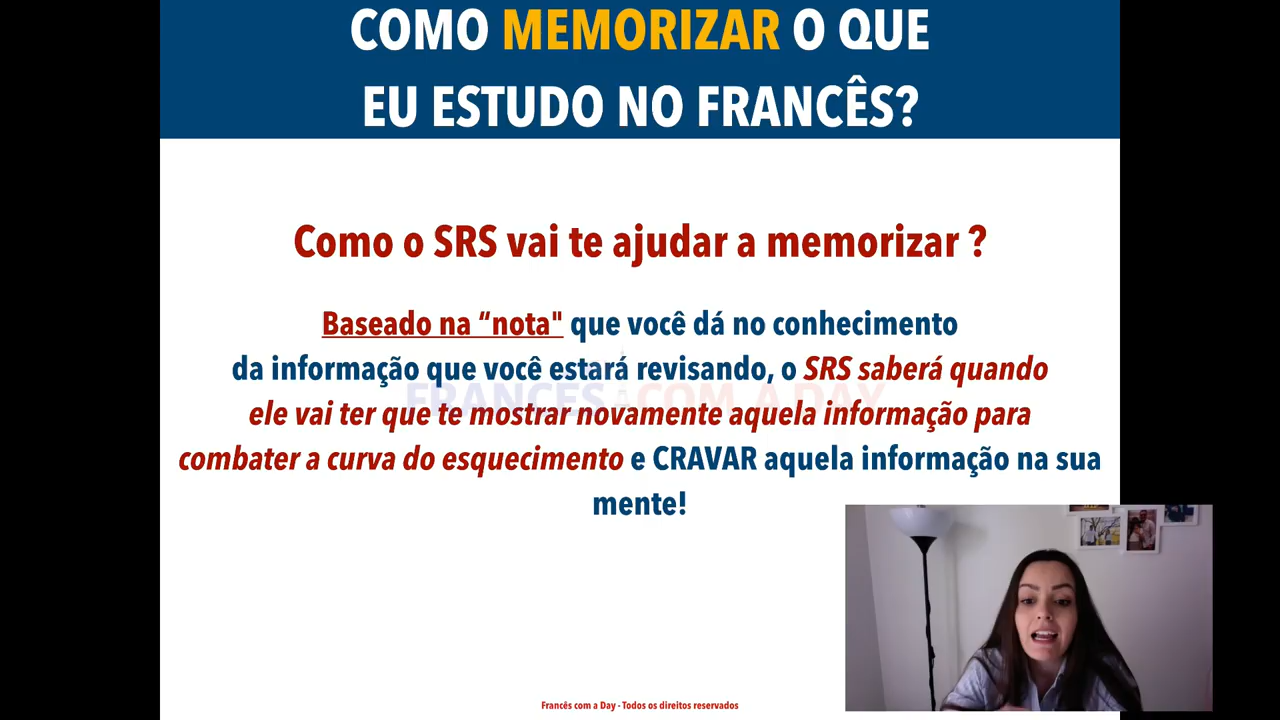 COMO MEMORIZAR O QUE
EU ESTUDO NO FRANCÊS?
Como o SRS vai te ajudar a memorizar ?
Baseado na “nota" que você dá no conhecimento
da informação que você estará revisando, o SRS saberá quando
ele vai ter que te mostrar novamente aquela informação para
combater a curva do esquecimento e CRAVAR aquela informação na sua
mente!
FRANCÊS COM A DAY
Francês com a Day - Todos os direitos reservados